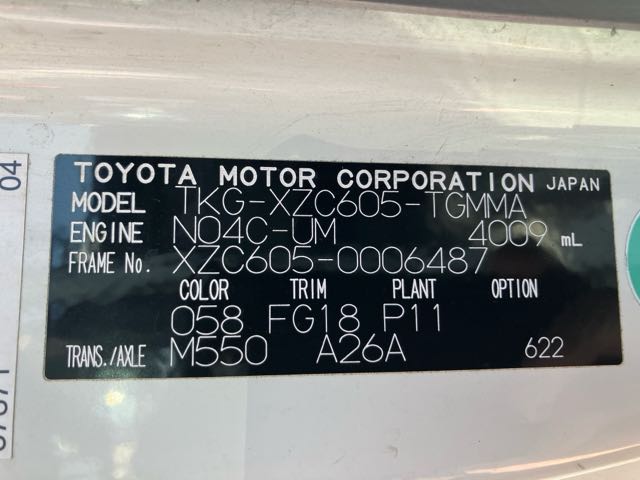 TOYOTA MOTOR CORPORATION JAPAN
MODEL TKG-XZC605-TGMMA
ENGINE N04C-UM 4009 mL
FRAME No. XZC605-0006487
COLOR TRIM PLANT OPTION
058 FG18 P11
TRANS./AXLE M550 A26A 622
04